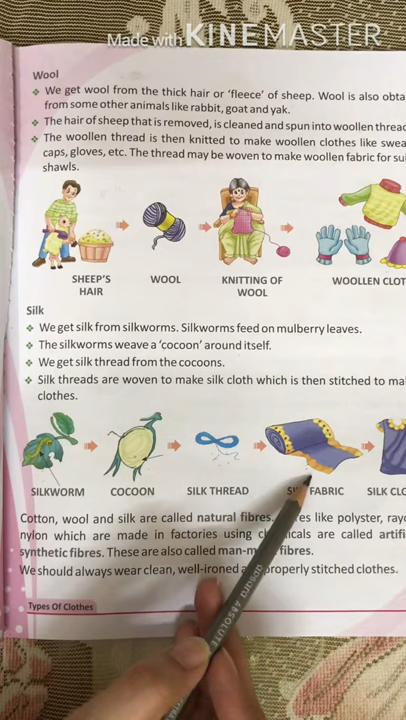 Made with KINEMASTER
Wool
We get wool from the thick hair or 'fleece' of sheep. Wool is also obta
from some other animals like rabbit, goat and yak.
The hair of sheep that is removed, is cleaned and spun into woollen threa
The woollen thread is then knitted to make woollen clothes like swea
caps, gloves, etc. The thread may be woven to make woollen fabric for sui
shawls.
SHEEP'S HAIR WOOL KNITTING OF WOOL WOOLLEN CLOT
Silk
We get silk from silkworms. Silkworms feed on mulberry leaves.
The silkworms weave a 'cocoon' around itself.
We get silk thread from the cocoons.
Silk threads are woven to make silk cloth which is then stitched to ma
clothes.
SILKWORM COCOON SILK THREAD FABRIC SILK CLO
Cotton, wool and silk are called natural fibres. like polyster, ray
nylon which are made in factories using are called artifi
synthetic fibres. These are also called man-m fibres.
We should always wear clean, well-ironed a properly stitched clothes.
apsara ABSOLUTE
Types Of Clothes